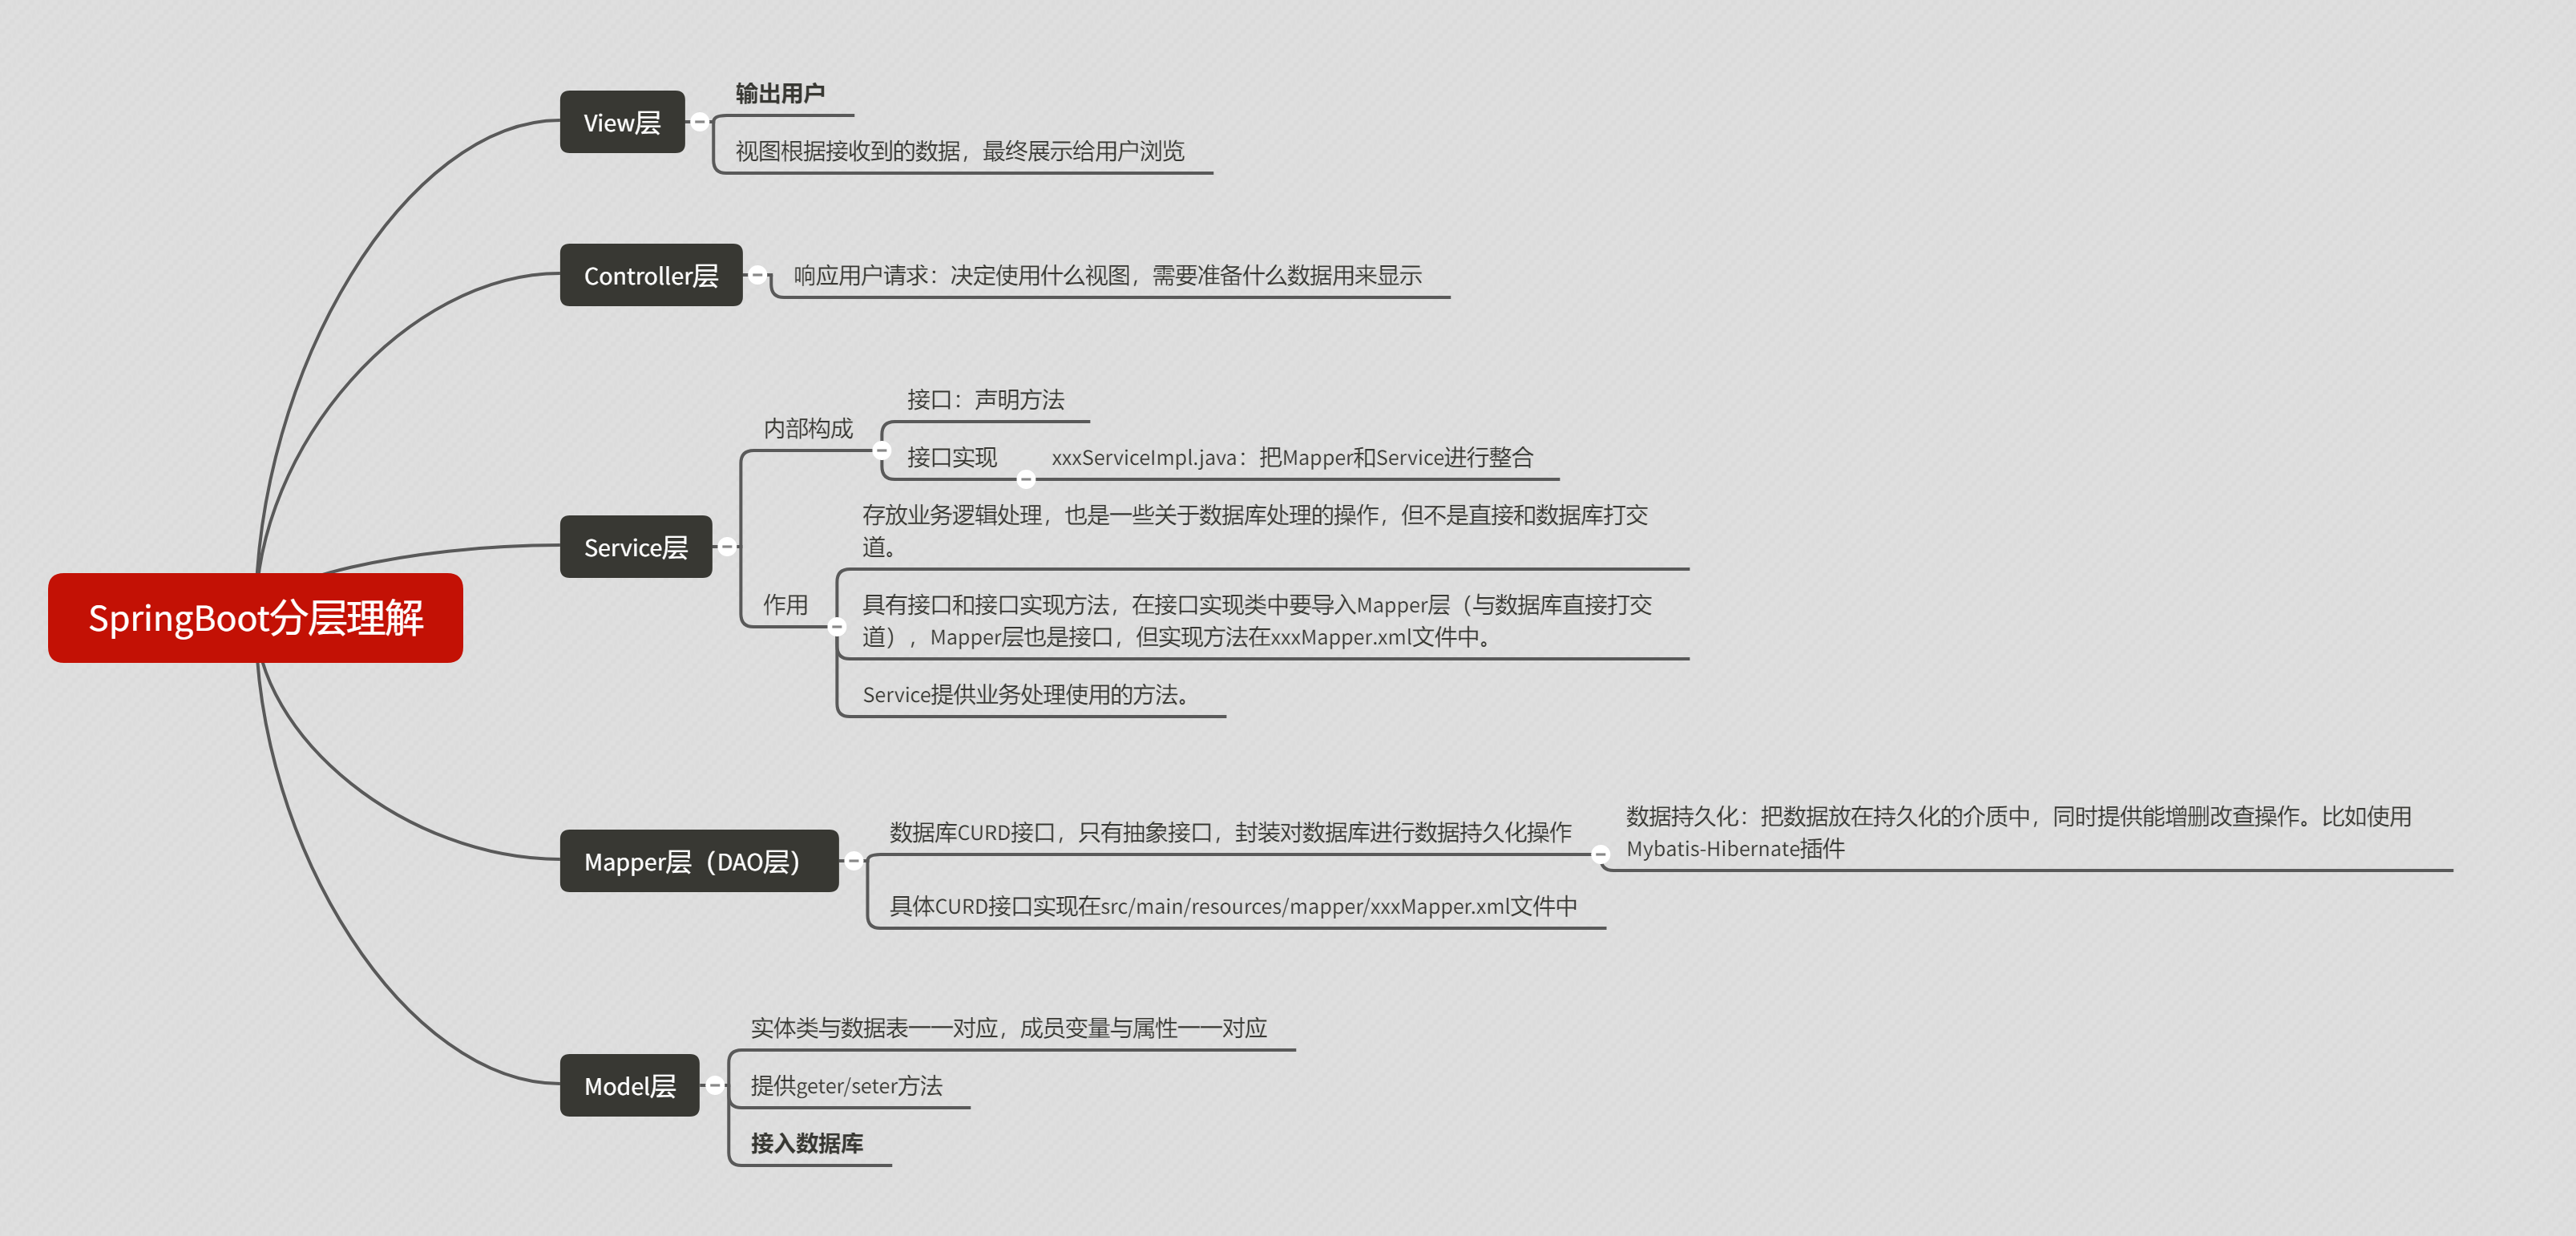 SpringBoot分层理解
View层
输出用户
视图根据接收到的数据，最终展示给用户浏览
Controller层
响应用户请求：决定使用什么视图，需要准备什么数据用来显示
Service层
内部构成
接口：声明方法
接口实现
xxxServiceImpl.java：把Mapper和Service进行整合
作用
存放业务逻辑处理，也是一些关于数据库处理的操作，但不是直接和数据库打交
道。
具有接口和接口实现方法，在接口实现类中要导入Mapper层（与数据库直接打交
道），Mapper层也是接口，但实现方法在xxxMapper.xml文件中。
Service提供业务处理使用的方法。
Mapper层（DAO层）
数据库CURD接口，只有抽象接口，封装对数据库进行数据持久化操作
数据持久化：把数据放在持久化的介质中，同时提供能增删改查操作。比如使用
Mybatis-Hibernate插件
具体CURD接口实现在src/main/resources/mapper/xxxMapper.xml文件中
Model层
实体类与数据表一一对应，成员变量与属性一一对应
提供geter/seter方法
接入数据库